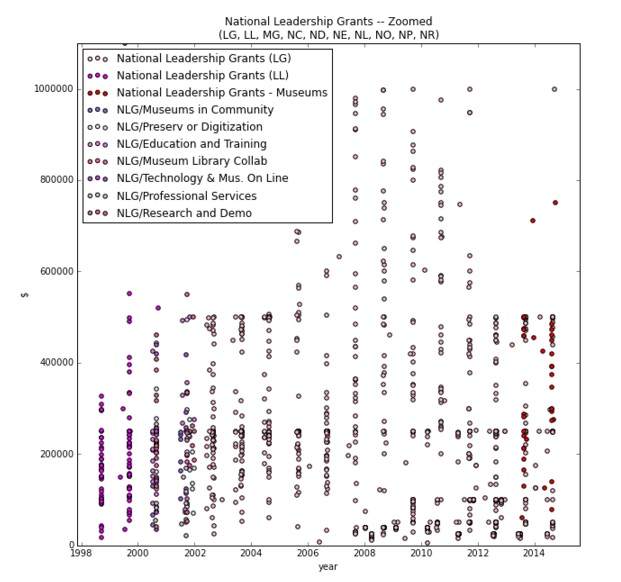 National Leadership Grants -- Zoomed
(LG, LL, MG, NC, ND, NE, NL, NO, NP, NR)
National Leadership Grants (LG)
National Leadership Grants (LL)
National Leadership Grants - Museums
NLG/Museums in Community
NLG/Preserv or Digitization
NLG/Education and Training
NLG/Museum Library Collab
NLG/Technology & Mus. On Line
NLG/Professional Services
NLG/Research and Demo
1000000
800000
600000
$
400000
200000
0
1998 2000 2002 2004 2006 2008 2010 2012 2014
year